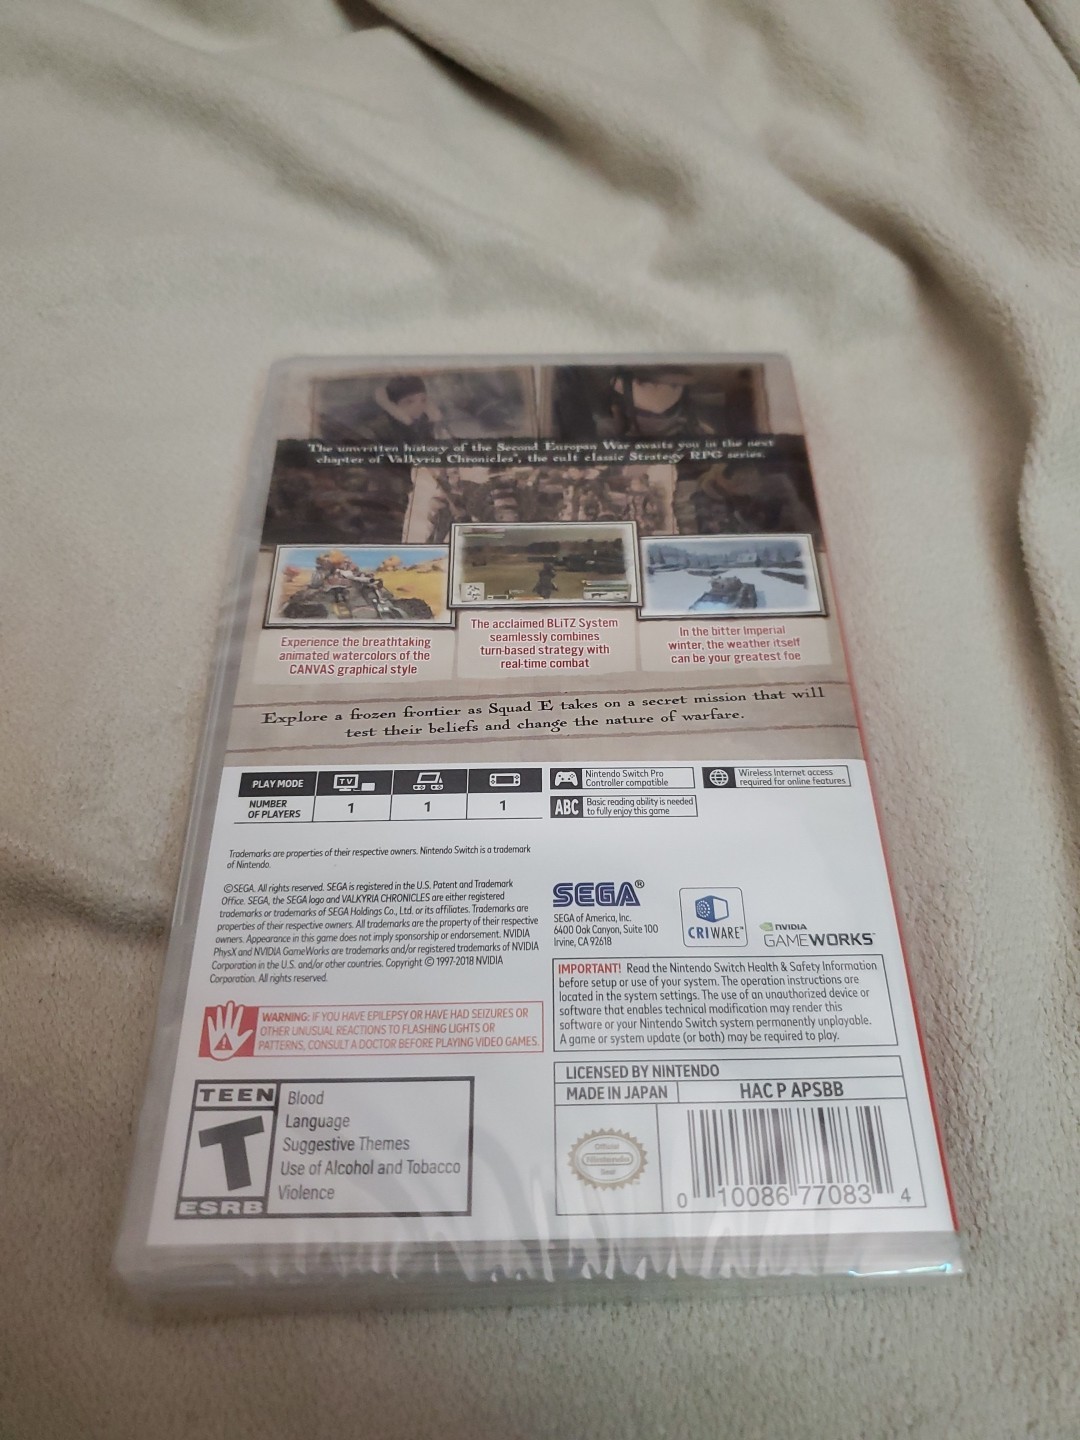 The unwritten history of the Second Europan War awaits you in the next
chapter of Valkyria Chronicles®, the cult classic Strategy RPG series.
Experience the breathtaking
animated watercolors of the
CANVAS graphical style
The acclaimed BLiTZ System
seamlessly combines
turn-based strategy with
real-time combat
In the bitter Imperial
winter, the weather itself
can be your greatest foe
Explore a frozen frontier as Squad E takes on a secret mission that will
test their beliefs and change the nature of warfare.
PLAY MODE TV
NUMBER
OF PLAYERS 1 1 1
Nintendo Switch Pro
Controller compatible
Wireless Internet access
required for online features
ABC Basic reading ability is needed
to fully enjoy this game
Trademarks are properties of their respective owners. Nintendo Switch is a trademark
of Nintendo.
©SEGA. All rights reserved. SEGA is registered in the U.S. Patent and Trademark
Office. SEGA, the SEGA logo and VALKYRIA CHRONICLES are either registered
trademarks or trademarks of SEGA Holdings Co., Ltd. or its affiliates. Trademarks are
properties of their respective owners. All trademarks are the property of their respective
owners. Appearance in this game does not imply sponsorship or endorsement. NVIDIA
PhysX and NVIDIA GameWorks are trademarks and/or registered trademarks of NVIDIA
Corporation in the U.S. and/or other countries. Copyright © 1997-2018 NVIDIA
Corporation. All rights reserved.
SEGA®
SEGA of America, Inc.
6400 Oak Canyon, Suite 100
Irvine, CA 92618
CRIWARE™
NVIDIA
GAMEWORKS
WARNING: IF YOU HAVE EPILEPSY OR HAVE HAD SEIZURES OR
OTHER UNUSUAL REACTIONS TO FLASHING LIGHTS OR
PATTERNS, CONSULT A DOCTOR BEFORE PLAYING VIDEO GAMES.
IMPORTANT! Read the Nintendo Switch Health & Safety Information
before setup or use of your system. The operation instructions are
located in the system settings. The use of an unauthorized device or
software that enables technical modification may render this
software or your Nintendo Switch system permanently unplayable.
A game or system update (or both) may be required to play.
TEEN
T
ESRB
Blood
Language
Suggestive Themes
Use of Alcohol and Tobacco
Violence
LICENSED BY NINTENDO
MADE IN JAPAN HAC P APSBB
Official
Nintendo
Seal
0 10086 77083 4